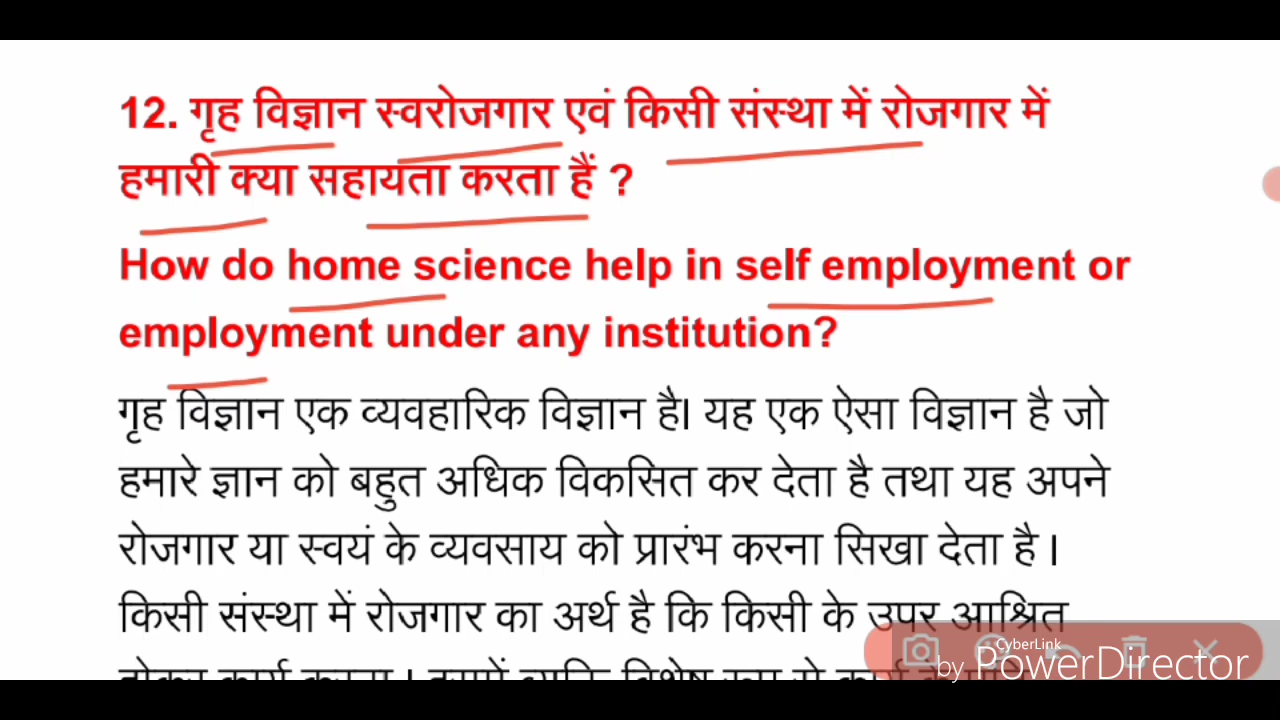 12. गृह विज्ञान स्वरोजगार एवं किसी संस्था में रोजगार में
हमारी क्या सहायता करता हैं ?
How do home science help in self employment or
employment under any institution?
गृह विज्ञान एक व्यवहारिक विज्ञान है। यह एक ऐसा विज्ञान है जो
हमारे ज्ञान को बहुत अधिक विकसित कर देता है तथा यह अपने
रोजगार या स्वयं के व्यवसाय को प्रारंभ करना सिखा देता है ।
किसी संस्था में रोजगार का अर्थ है कि किसी के उपर आश्रित
CyberLink
by PowerDirector